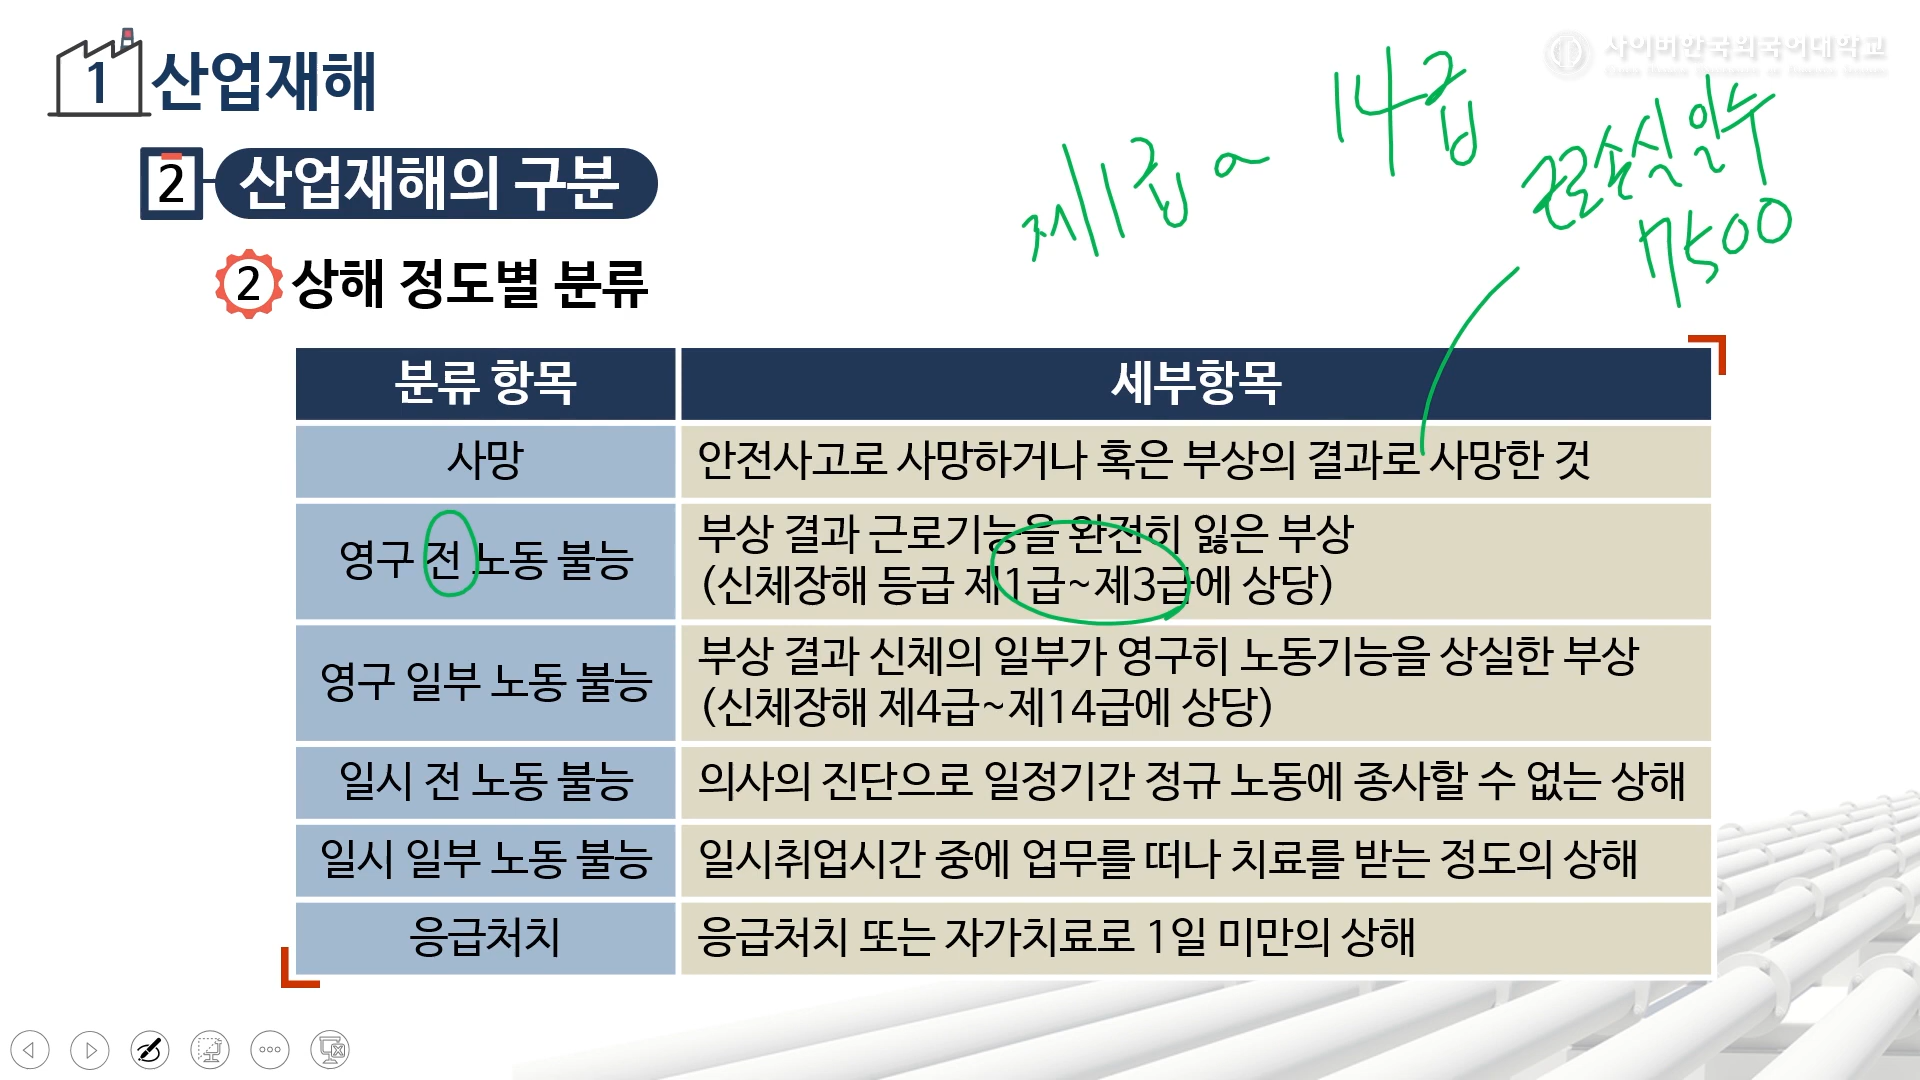 1 산업재해
사이버한국외국어대학교
제1급 ~ 14급
근로손실일수
7500
2 산업재해의 구분
2 상해 정도별 분류
분류 항목 세부항목
사망 안전사고로 사망하거나 혹은 부상의 결과로 사망한 것
영구 전 노동 불능 부상 결과 근로기능을 완전히 잃은 부상
(신체장해 등급 제1급~제3급에 상당)
영구 일부 노동 불능 부상 결과 신체의 일부가 영구히 노동기능을 상실한 부상
(신체장해 제4급~제14급에 상당)
일시 전 노동 불능 의사의 진단으로 일정기간 정규 노동에 종사할 수 없는 상해
일시 일부 노동 불능 일시취업시간 중에 업무를 떠나 치료를 받는 정도의 상해
응급처치 응급처치 또는 자가치료로 1일 미만의 상해